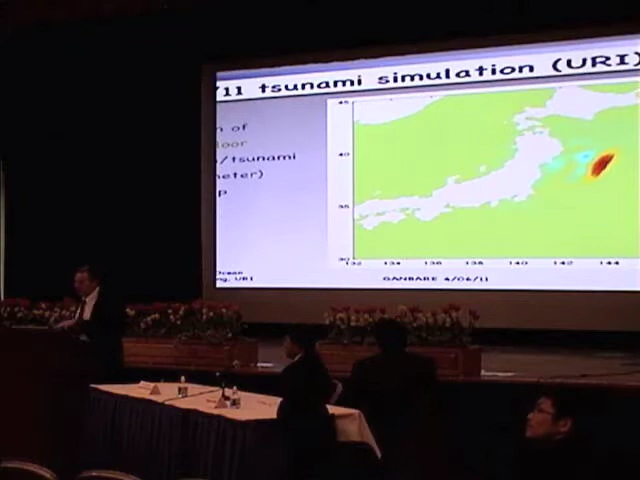 /11 tsunami simulation (URI)
n of
loor
/tsunami
neter)
p
45
40
35
30
132 134 136 138 140 142 144
Ocean
ng, URI
GANBARE 4/06/11